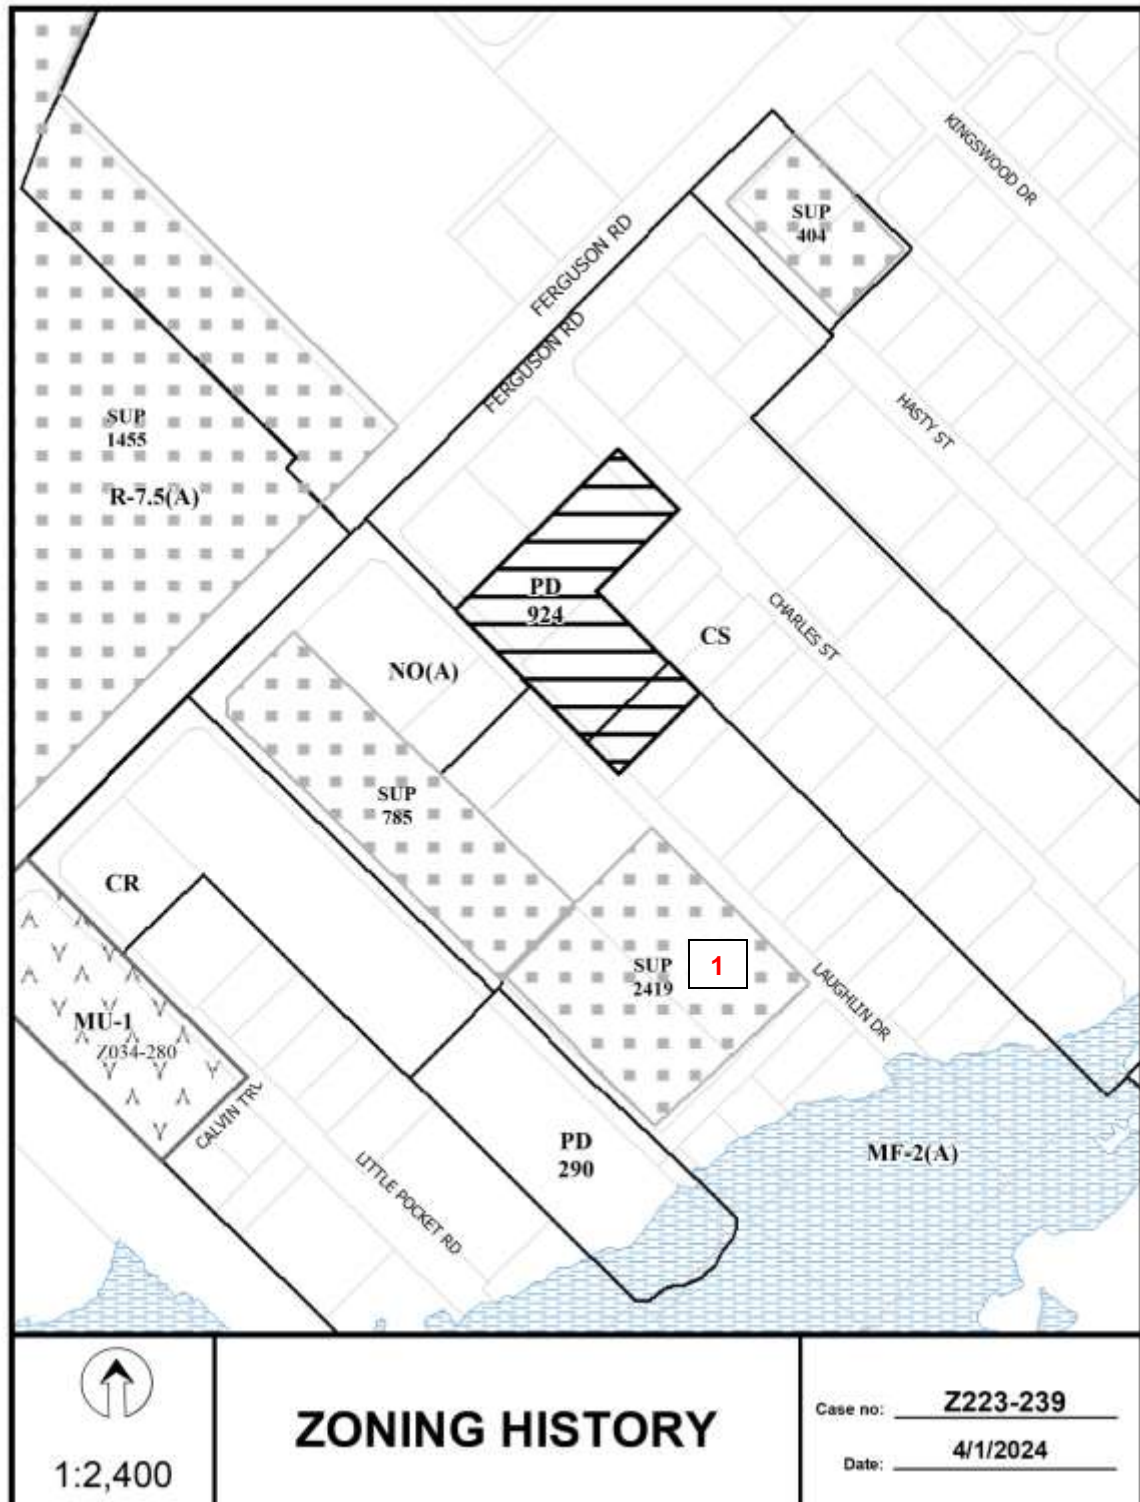 KINGSWOOD DR
SUP
404
FERGUSON RD
FERGUSON RD
HASTY ST
SUP
1455
R-7.5(A)
PD
924
CHARLES ST
CS
NO(A)
SUP
785
CR
SUP
2419
1
LAUGHLIN DR
MU-1
Z034-280
CALVIN TRL
PD
290
MF-2(A)
LITTLE POCKET RD
1:2,400
ZONING HISTORY
Case no: Z223-239
Date: 4/1/2024